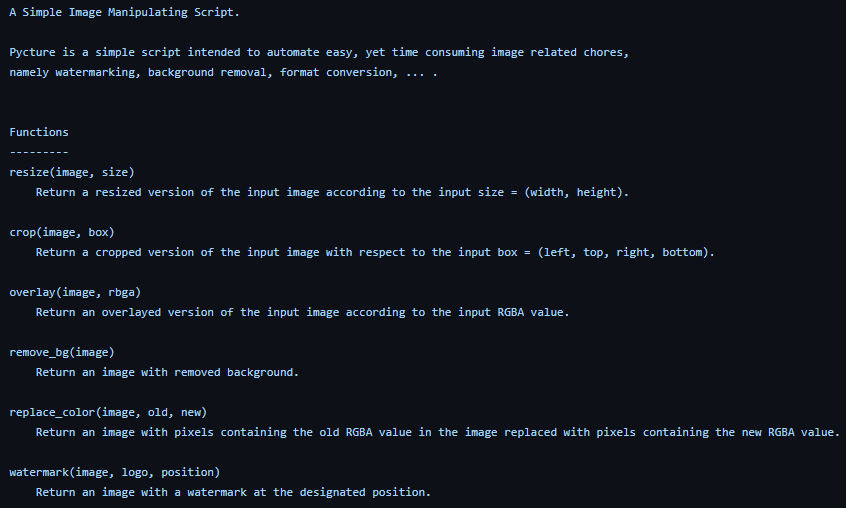 A Simple Image Manipulating Script.
Pycture is a simple script intended to automate easy, yet time consuming image related chores,
namely watermarking, background removal, format conversion, ... .
Functions
---------
resize(image, size)
Return a resized version of the input image according to the input size = (width, height).
crop(image, box)
Return a cropped version of the input image with respect to the input box = (left, top, right, bottom).
overlay(image, rbga)
Return an overlayed version of the input image according to the input RGBA value.
remove_bg(image)
Return an image with removed background.
replace_color(image, old, new)
Return an image with pixels containing the old RGBA value in the image replaced with pixels containing the new RGBA value.
watermark(image, logo, position)
Return an image with a watermark at the designated position.